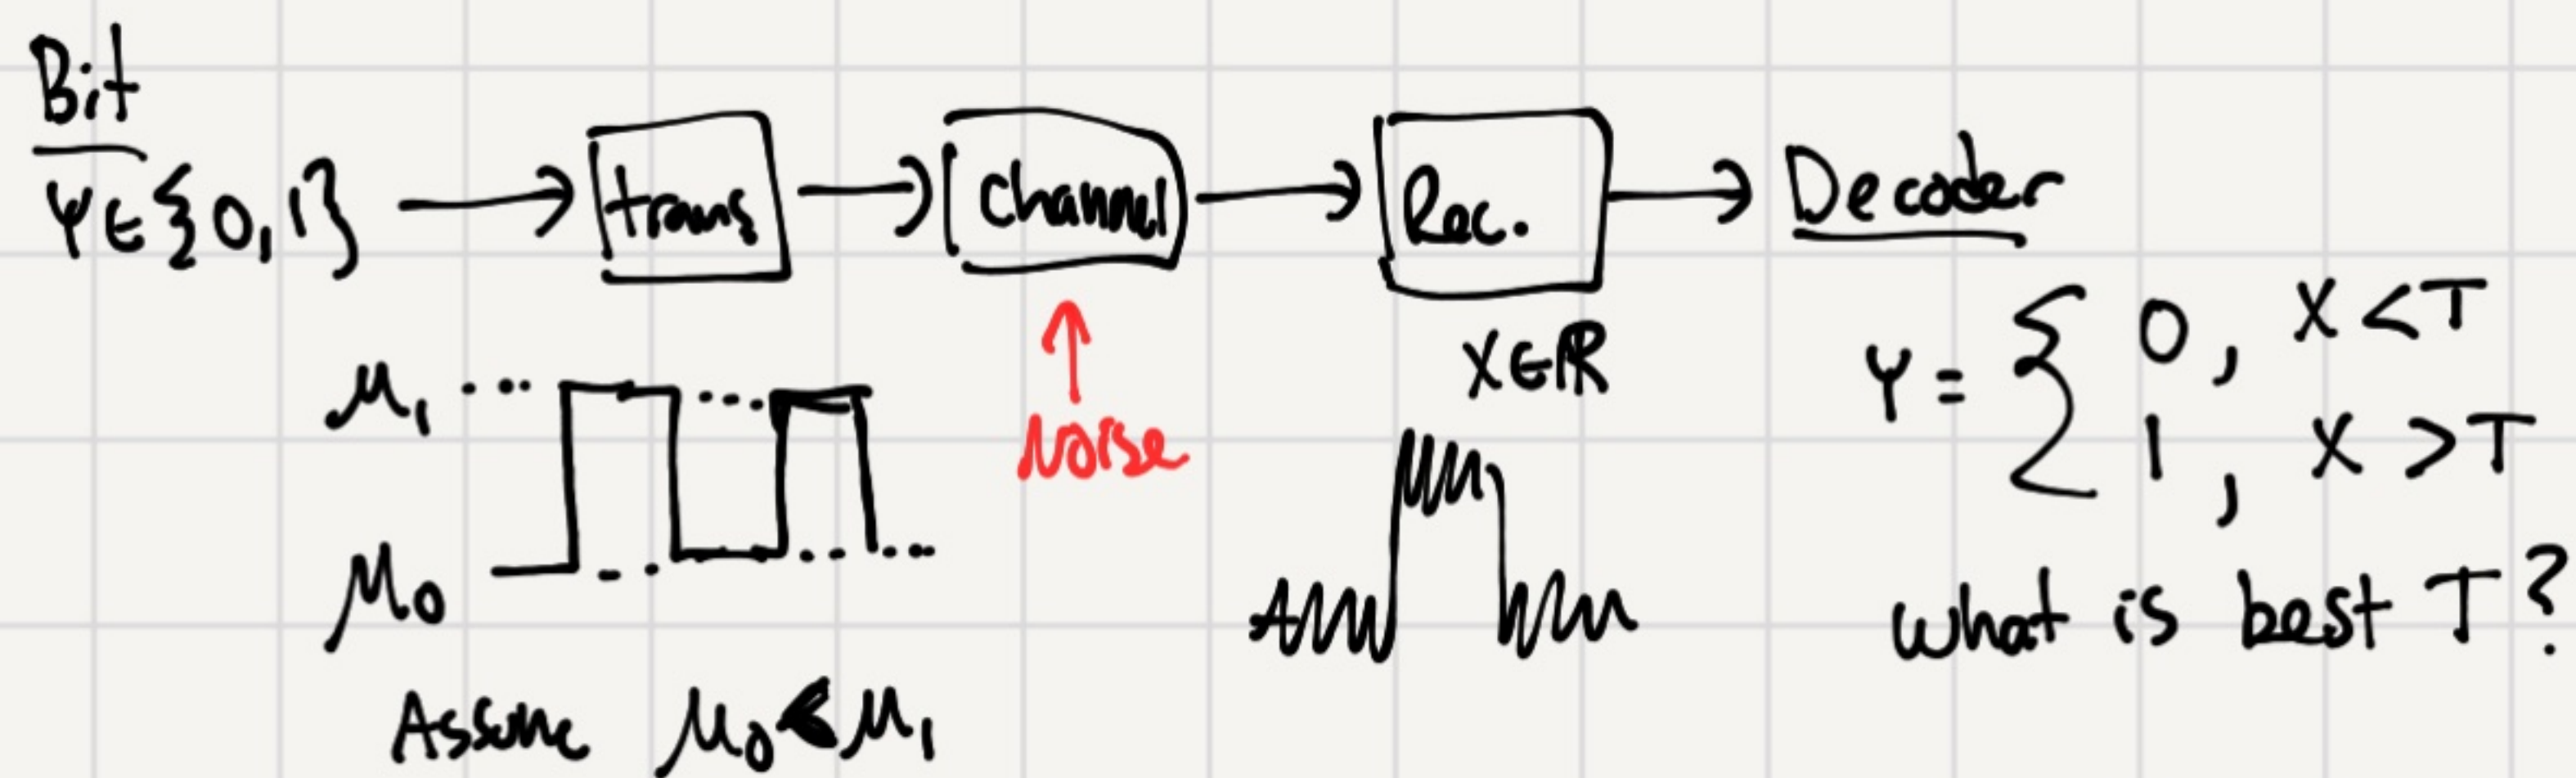 Bit
Y∈{0,1} → trans → Channel → Rec. → Decoder
Noise
X∈ℝ
Y = { 0, X<T
1, X>T
μ₁
μ₀
What is best T?
Assume μ₀<μ₁